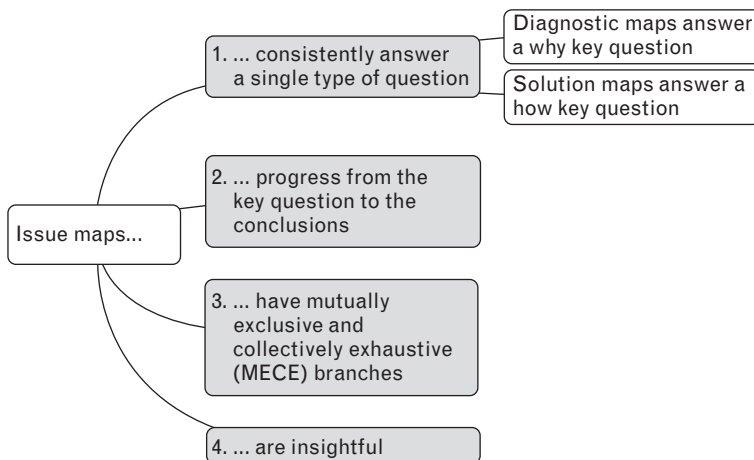 Issue maps...
1. ... consistently answer
a single type of question
Diagnostic maps answer
a why key question
Solution maps answer a
how key question
2. ... progress from the
key question to the
conclusions
3. ... have mutually
exclusive and
collectively exhaustive
(MECE) branches
4. ... are insightful